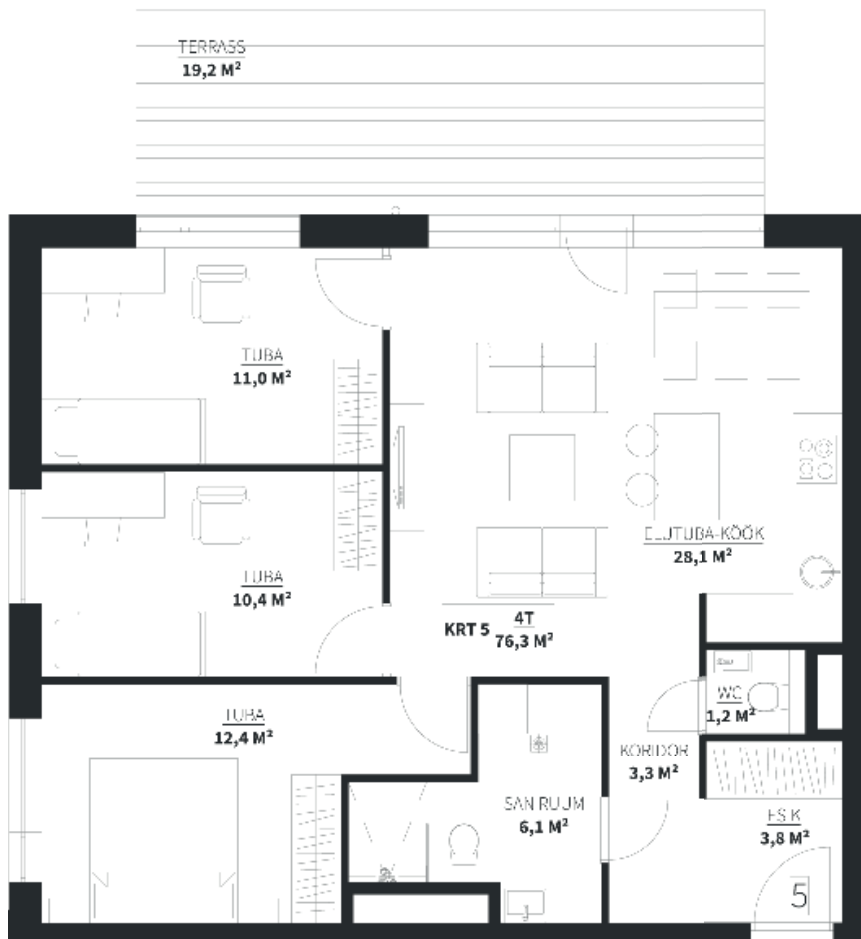 TERRASS
19,2 M²
TUBA
11,0 M²
ELUTUBA-KÖÖK
28,1 M²
TUBA
10,4 M²
KRT 5
4T
76,3 M²
TUBA
12,4 M²
WC
1,2 M²
KORIDOR
3,3 M²
SAN RUUM
6,1 M²
ESIK
3,8 M²
5